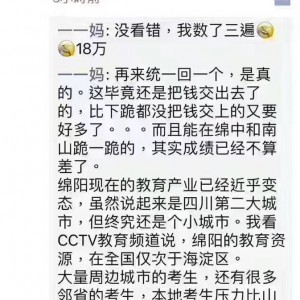 一一妈：没看错，我数了三遍
18万
一一妈：再来统一回一个，是真
的。这毕竟还是把钱交出去了
的，比下跪都没把钱交上的又要
好多了。。。而且能在绵中和南
山跪一跪的，其实成绩已经不算
差了。
绵阳现在的教育产业已经近乎变
态，虽然说起来是四川第二大城
市，但终究还是个小城市。我看
CCTV教育频道说，绵阳的教育资
源，在全国仅次于海淀区。
大量周边城市的考生，还有很多
邻省的考生，本地考生压力比山